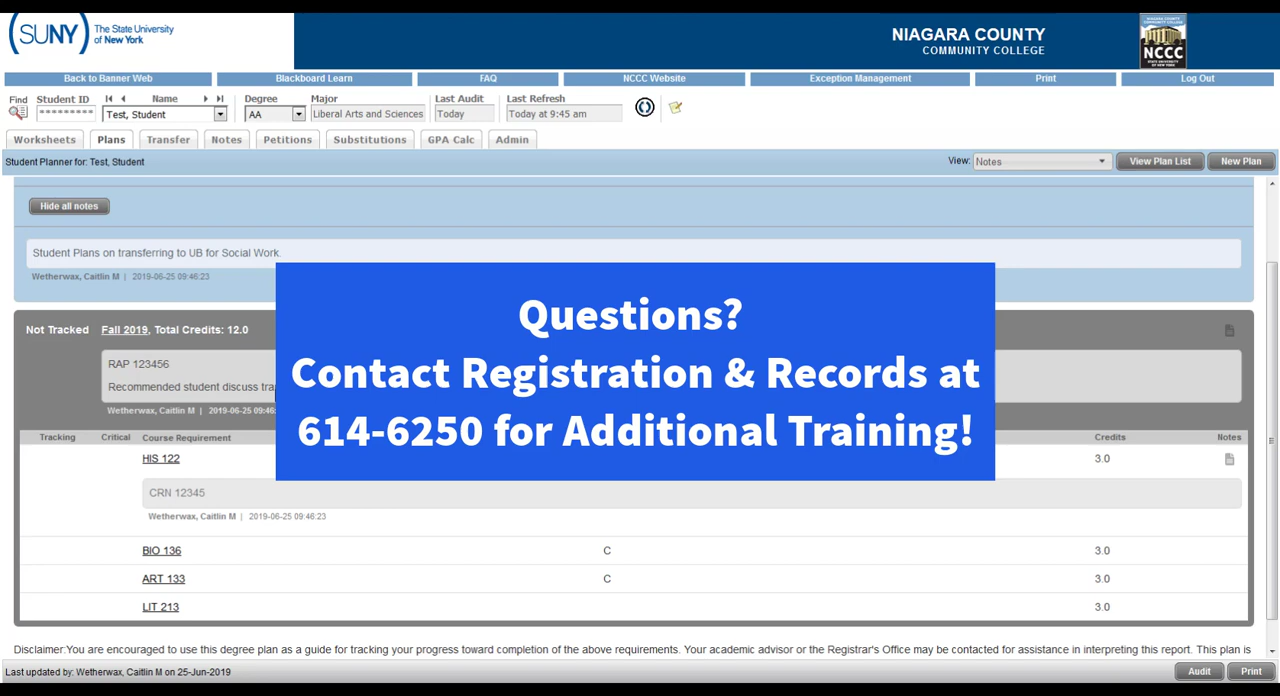 SUNY The State University
of New York
NIAGARA COUNTY
COMMUNITY COLLEGE
NIAGARA COUNTY
COMMUNITY COLLEGE
NCCC
Back to Banner Web Blackboard Learn FAQ NCCC Website Exception Management Print Log Out
Find Student ID Name Degree Major Last Audit Last Refresh
********* Test, Student AA Liberal Arts and Sciences Today Today at 9:45 am
Worksheets Plans Transfer Notes Petitions Substitutions GPA Calc Admin
Student Planner for: Test, Student View: Notes View Plan List New Plan
Hide all notes
Student Plans on transferring to UB for Social Work.
Wetherwax, Caitlin M | 2019-06-25 09:46:23
Questions?
Contact Registration & Records at
614-6250 for Additional Training!
Not Tracked Fall 2019, Total Credits: 12.0
RAP 123456
Recommended student discuss
Wetherwax, Caitlin M | 2019-06-25 09:46:
Tracking Critical Course Requirement Credits Notes
HIS 122 3.0
CRN 12345
Wetherwax, Caitlin M | 2019-06-25 09:46:23
BIO 136 C 3.0
ART 133 C 3.0
LIT 213 3.0
Disclaimer:You are encouraged to use this degree plan as a guide for tracking your progress toward completion of the above requirements. Your academic advisor or the Registrar's Office may be contacted for assistance in interpreting this report. This plan is
Last updated by: Wetherwax, Caitlin M on 25-Jun-2019 Audit Print